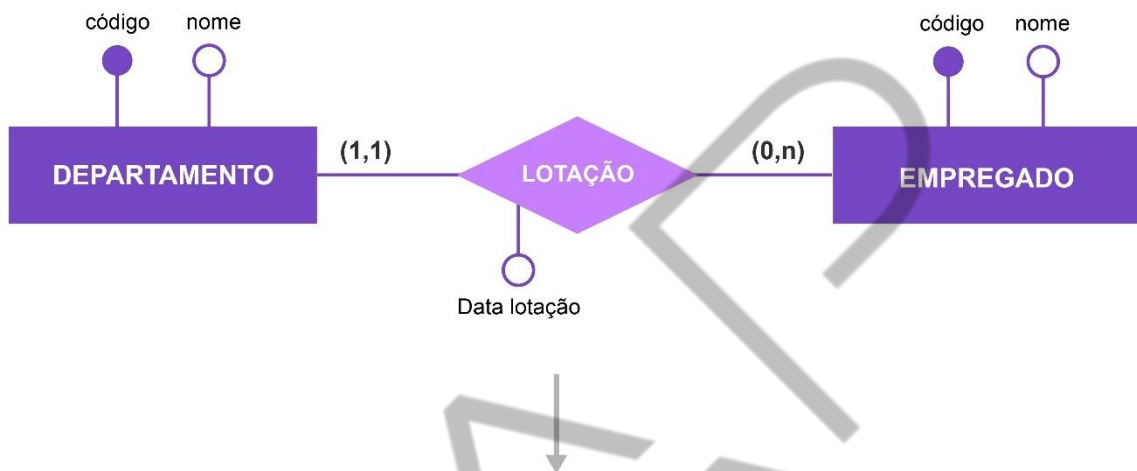 código nome
código nome
DEPARTAMENTO (1,1) LOTAÇÃO (0,n) EMPREGADO
Data lotação